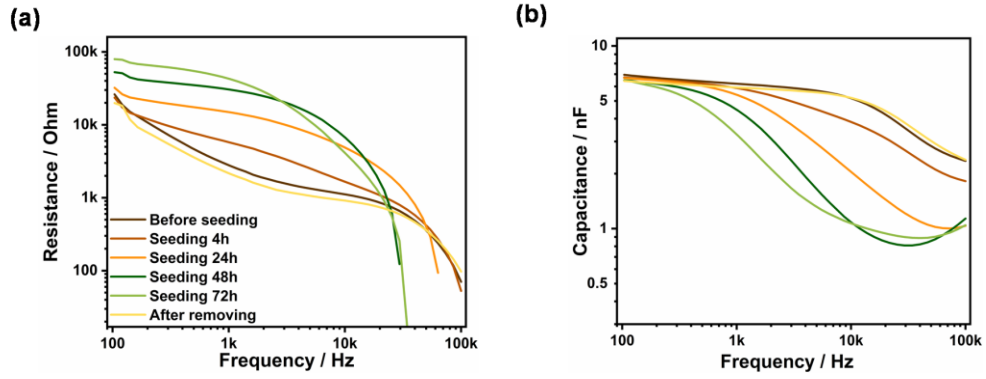 (a)
100k
10k
1k
100
Resistance / Ohm
Before seeding
Seeding 4h
Seeding 24h
Seeding 48h
Seeding 72h
After removing
100 1k 10k 100k
Frequency / Hz
(b)
10
5
1
0.5
Capacitance / nF
100 1k 10k 100k
Frequency / Hz